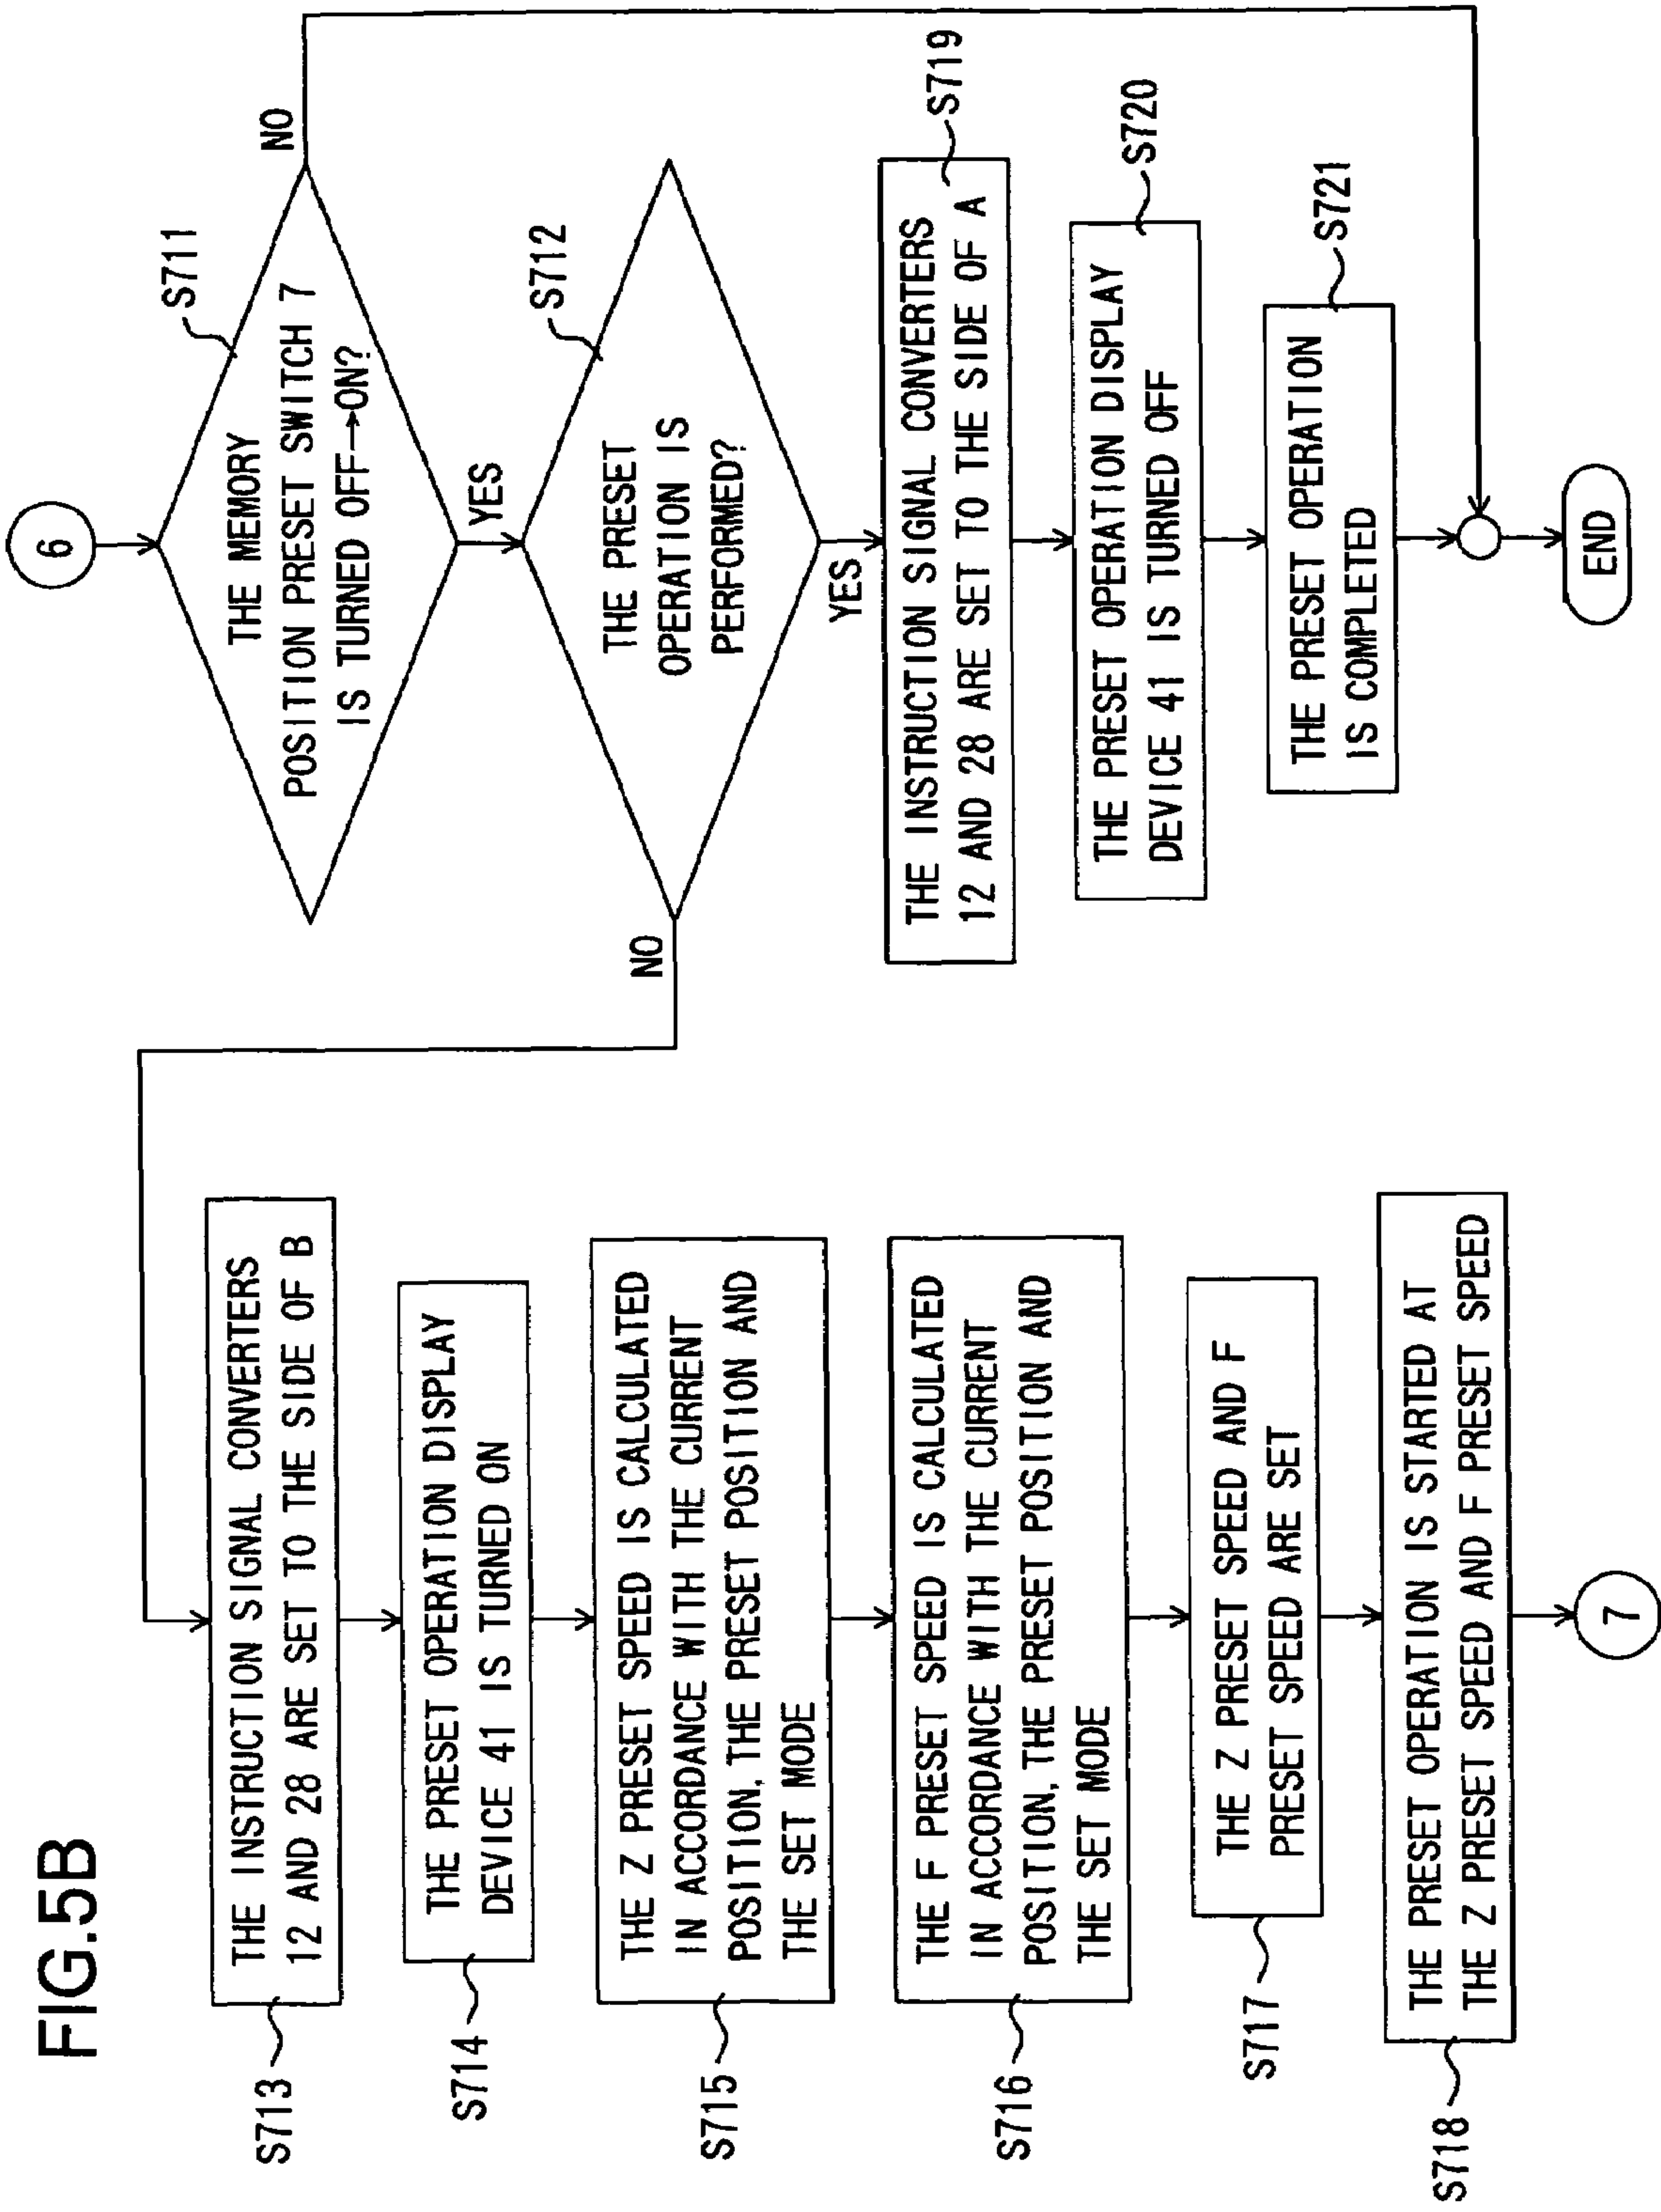 FIG.5B
6
THE MEMORY
POSITION PRESET SWITCH 7
IS TURNED OFF→ON?
S711
NO
YES
THE PRESET
OPERATION IS
PERFORMED?
S712
NO
YES
THE INSTRUCTION SIGNAL CONVERTERS
12 AND 28 ARE SET TO THE SIDE OF A
S719
THE PRESET OPERATION DISPLAY
DEVICE 41 IS TURNED OFF
S720
THE PRESET OPERATION
IS COMPLETED
S721
END
S713
THE INSTRUCTION SIGNAL CONVERTERS
12 AND 28 ARE SET TO THE SIDE OF B
S714
THE PRESET OPERATION DISPLAY
DEVICE 41 IS TURNED ON
S715
THE Z PRESET SPEED IS CALCULATED
IN ACCORDANCE WITH THE CURRENT
POSITION, THE PRESET POSITION AND
THE SET MODE
S716
THE F PRESET SPEED IS CALCULATED
IN ACCORDANCE WITH THE CURRENT
POSITION, THE PRESET POSITION AND
THE SET MODE
S717
THE Z PRESET SPEED AND F
PRESET SPEED ARE SET
S718
THE PRESET OPERATION IS STARTED AT
THE Z PRESET SPEED AND F PRESET SPEED
7